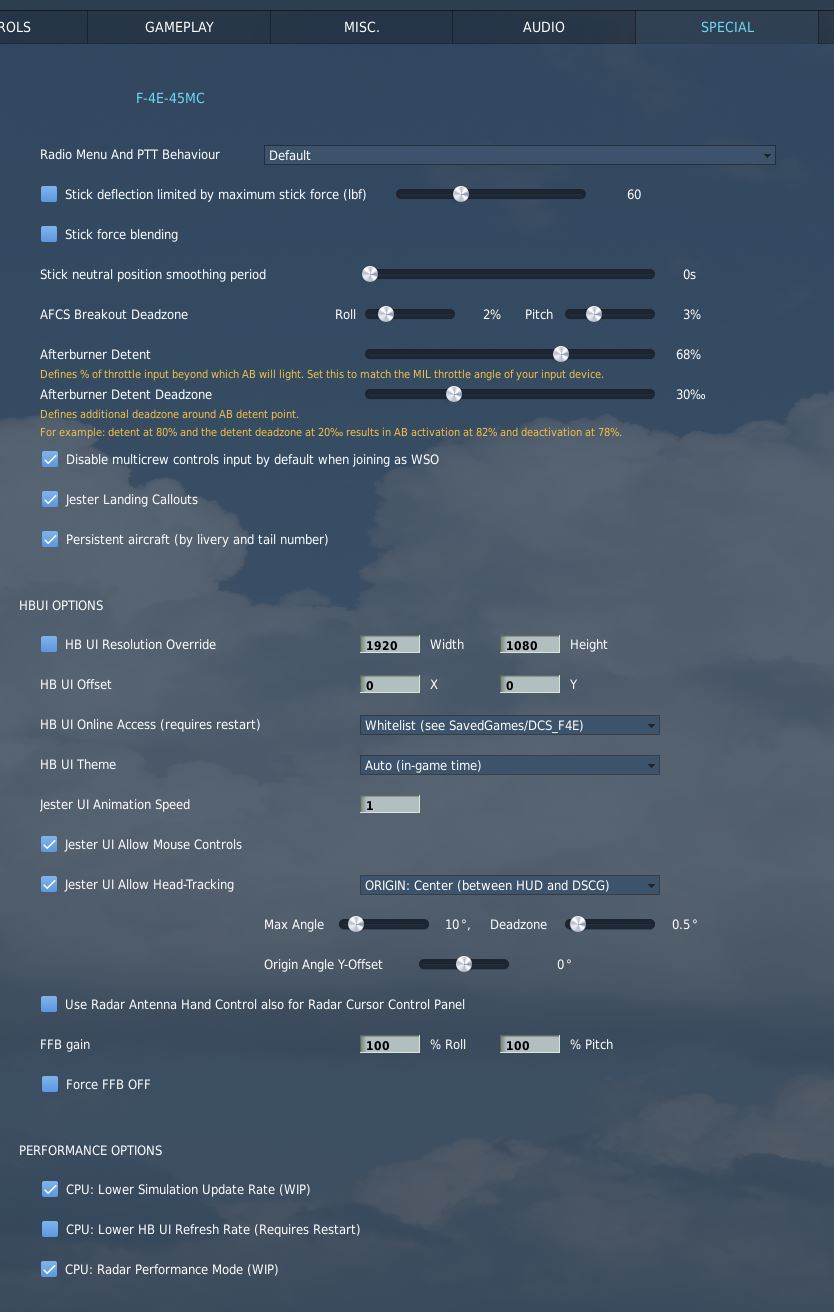 ROLS GAMEPLAY MISC. AUDIO SPECIAL
F-4E-45MC
Radio Menu And PTT Behaviour Default
Stick deflection limited by maximum stick force (lbf) 60
Stick force blending
Stick neutral position smoothing period 0s
AFCS Breakout Deadzone Roll 2% Pitch 3%
Afterburner Detent 68%
Defines % of throttle input beyond which AB will light. Set this to match the MIL throttle angle of your input device.
Afterburner Detent Deadzone 30‰
Defines additional deadzone around AB detent point.
For example: detent at 80% and the detent deadzone at 20‰ results in AB activation at 82% and deactivation at 78%.
Disable multicrew controls input by default when joining as WSO
Jester Landing Callouts
Persistent aircraft (by livery and tail number)
HBUI OPTIONS
HB UI Resolution Override 1920 Width 1080 Height
HB UI Offset 0 X 0 Y
HB UI Online Access (requires restart) Whitelist (see SavedGames/DCS_F4E)
HB UI Theme Auto (in-game time)
Jester UI Animation Speed 1
Jester UI Allow Mouse Controls
Jester UI Allow Head-Tracking ORIGIN: Center (between HUD and DSCG)
Max Angle 10°, Deadzone 0.5°
Origin Angle Y-Offset 0°
Use Radar Antenna Hand Control also for Radar Cursor Control Panel
FFB gain 100 % Roll 100 % Pitch
Force FFB OFF
PERFORMANCE OPTIONS
CPU: Lower Simulation Update Rate (WIP)
CPU: Lower HB UI Refresh Rate (Requires Restart)
CPU: Radar Performance Mode (WIP)